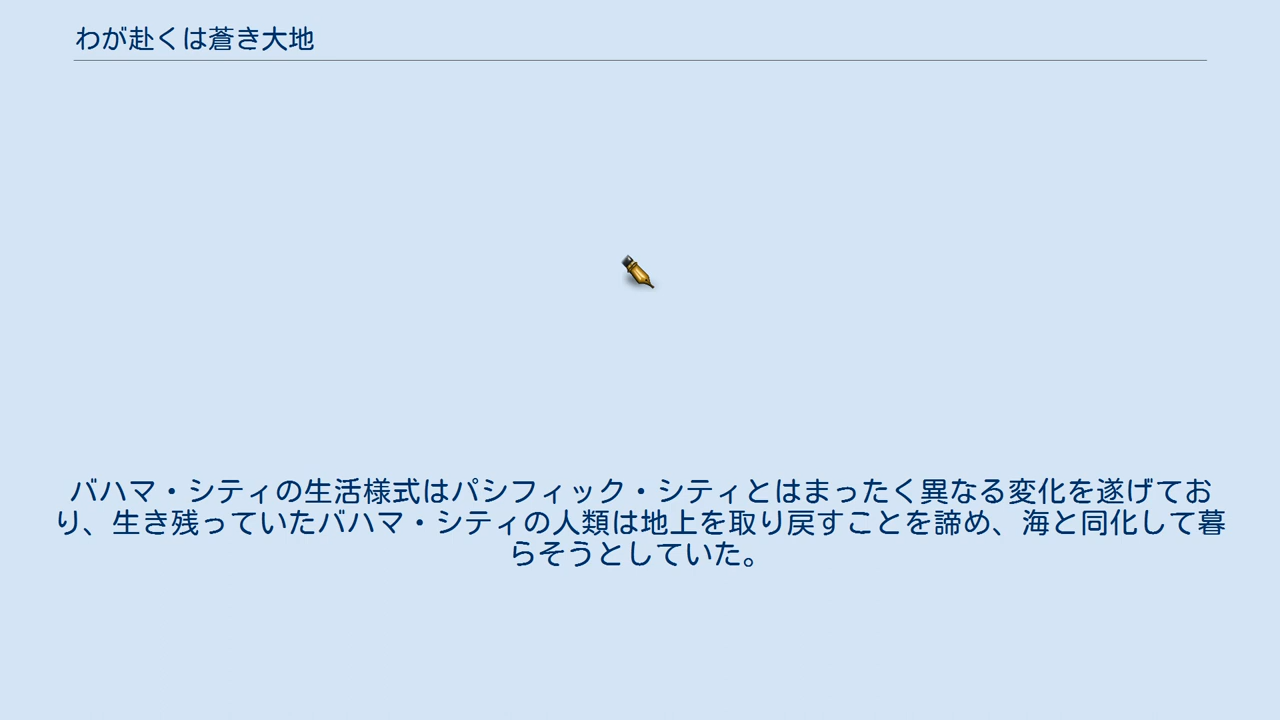 わが赴くは蒼き大地
バハマ・シティの生活様式はパシフィック・シティとはまったく異なる変化を遂げてお
り、生き残っていたバハマ・シティの人類は地上を取り戻すことを諦め、海と同化して暮
らそうとしていた。